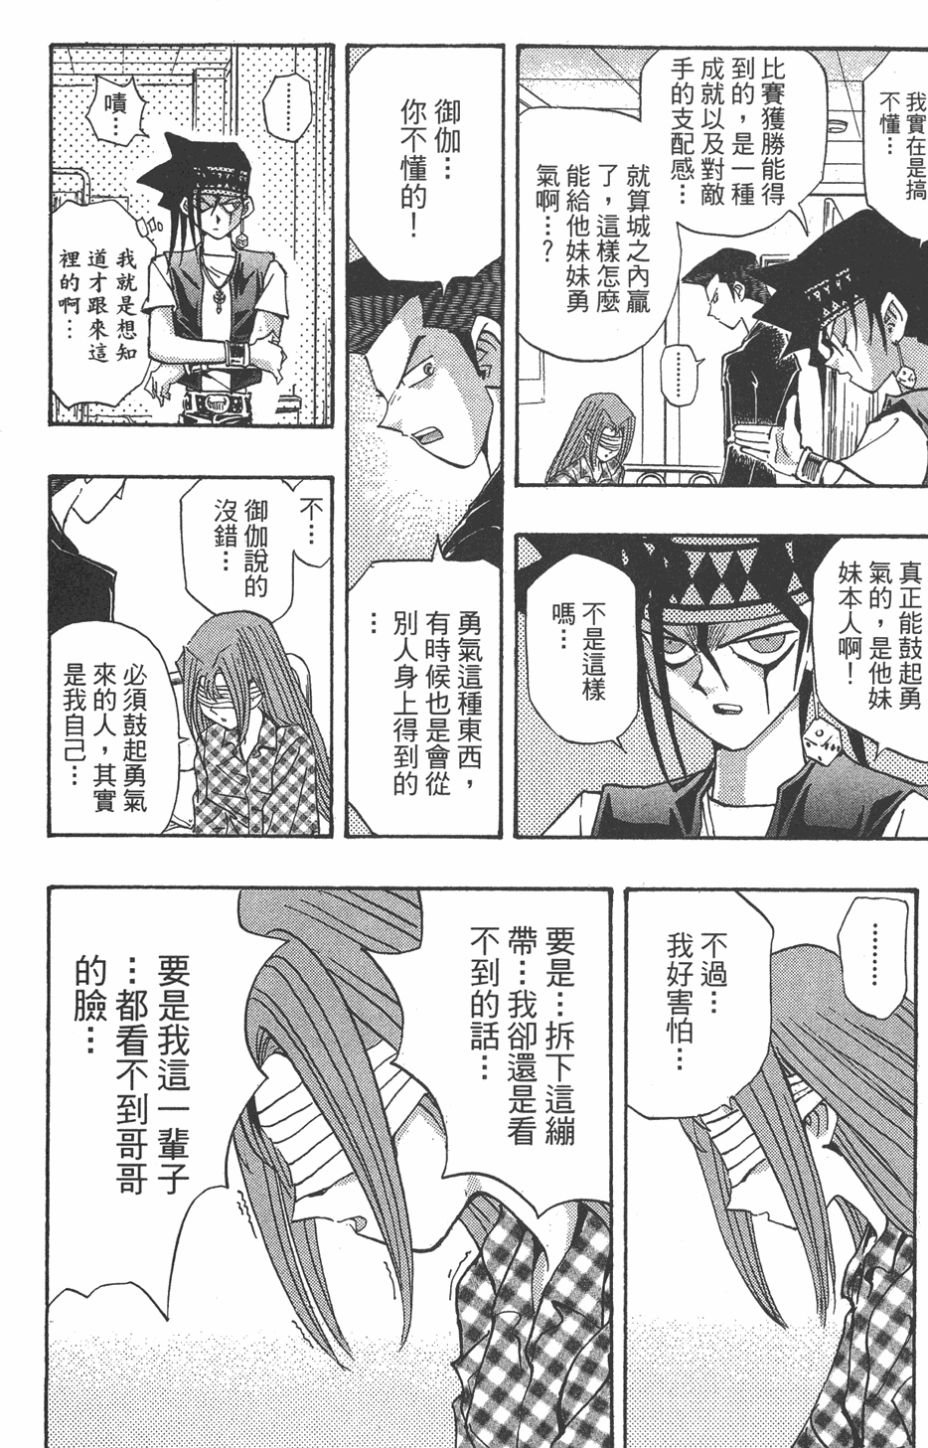 我實在是搞
不懂⋯
比賽獲勝能得
到的，是一種
成就以及對敵
手的支配感⋯
就算城之內贏
了，這樣怎麼
能給他妹妹勇
氣啊⋯？
⋯⋯⋯
真正能鼓起勇
氣的，是他妹
妹本人啊！
不是這樣
嗎⋯
御伽⋯
你不懂的！
勇氣這種東西，
有時候也是會從
別人身上得到的
⋯
⋯⋯
嘖⋯
我就是想知
道才跟來這
裡的啊⋯
不⋯
御伽說的
沒錯⋯
必須鼓起勇氣
來的人，其實
是我自己⋯
⋯⋯⋯
不過⋯
我好害怕⋯
要是⋯拆下這繃
帶⋯我卻還是看
不到的話⋯
要是我這一輩子
⋯都看不到哥哥
的臉⋯